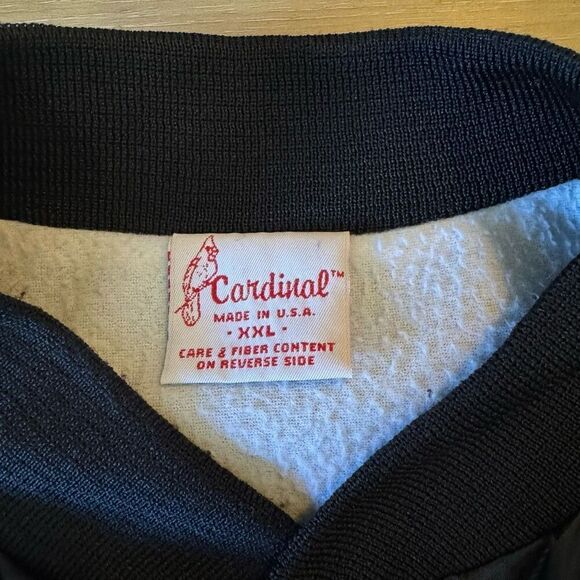 Cardinal™
MADE IN U.S.A.
- XXL -
CARE & FIBER CONTENT
ON REVERSE SIDE